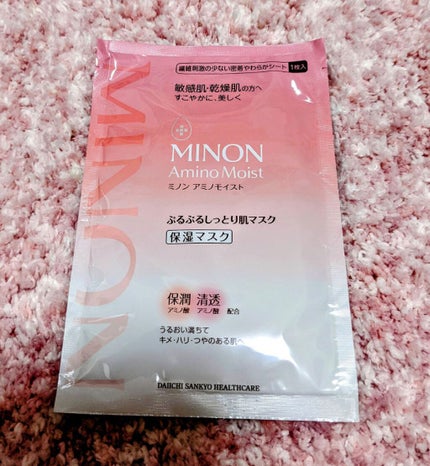 繊維刺激の少ない密着やわらかシート 1枚入
敏感肌・乾燥肌の方へ
すこやかに、美しく
MINON
MINON
Amino Moist
ミノン アミノモイスト
ぷるぷるしっとり肌マスク
保湿マスク
保潤 清透
アミノ酸 アミノ酸 配合
うるおい満ちて
キメ・ハリ・つやのある肌へ
DAIICHI SANKYO HEALTHCARE